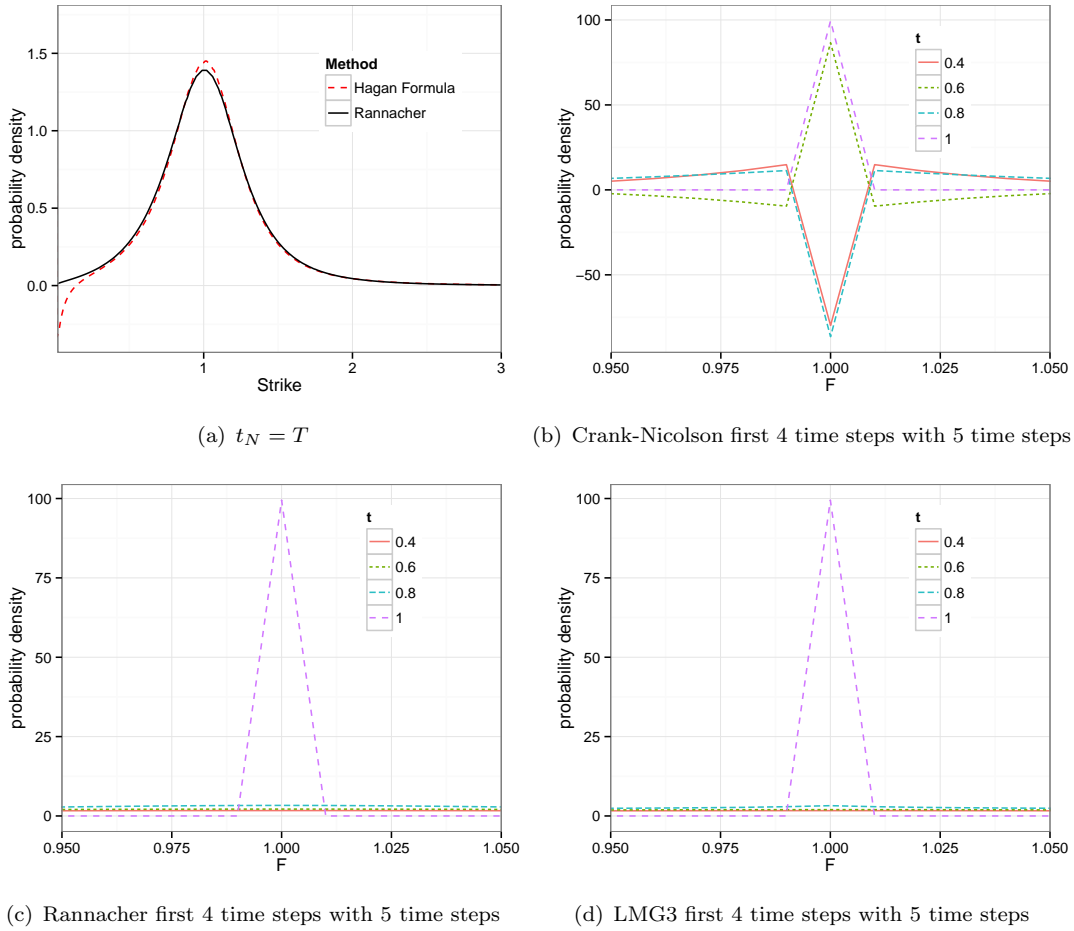 probability density
1.5
1.0
0.5
0.0
1
2
3
Strike
Method
Hagan Formula
Rannacher
(a) $t_N = T$
probability density
100
50
0
−50
0.950
0.975
1.000
1.025
1.050
F
t
0.4
0.6
0.8
1
(b) Crank-Nicolson first 4 time steps with 5 time steps
probability density
100
75
50
25
0
0.950
0.975
1.000
1.025
1.050
F
t
0.4
0.6
0.8
1
(c) Rannacher first 4 time steps with 5 time steps
probability density
100
75
50
25
0
0.950
0.975
1.000
1.025
1.050
F
t
0.4
0.6
0.8
1
(d) LMG3 first 4 time steps with 5 time steps